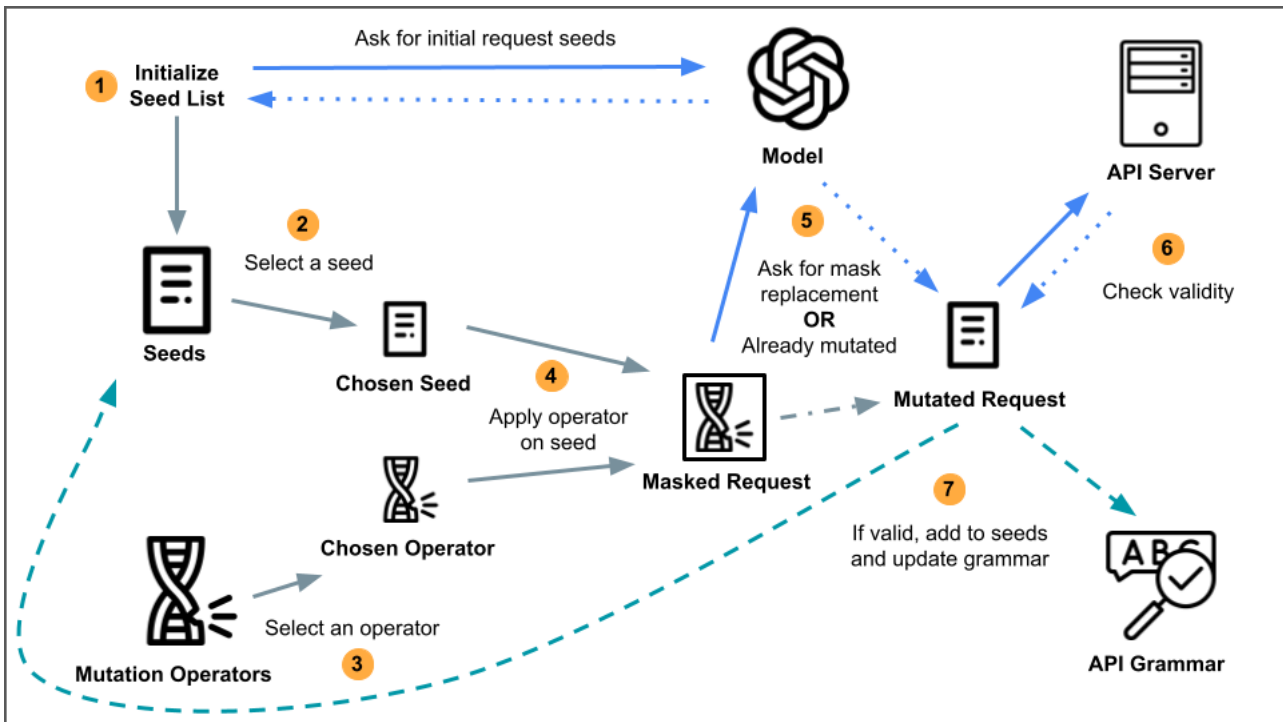 Ask for initial request seeds
1
Initialize
Seed List
Model
API Server
2
Select a seed
5
Ask for mask
replacement
OR
Already mutated
6
Check validity
Seeds
Chosen Seed
4
Apply operator
on seed
Mutated Request
Masked Request
Chosen Operator
7
If valid, add to seeds
and update grammar
ABC
Select an operator
3
Mutation Operators
API Grammar